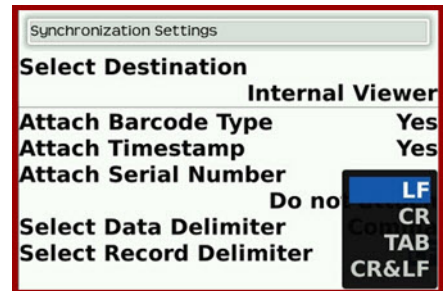 Synchronization Settings
Select Destination
Internal Viewer
Attach Barcode Type Yes
Attach Timestamp Yes
Attach Serial Number
Do not
Select Data Delimiter
Select Record Delimiter
LF
CR
TAB
CR&LF